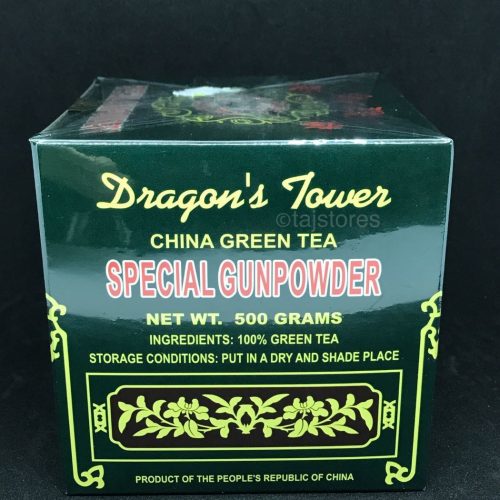 Dragon's Tower
©tajstores
CHINA GREEN TEA
SPECIAL GUNPOWDER
NET WT. 500 GRAMS
INGREDIENTS: 100% GREEN TEA
STORAGE CONDITIONS: PUT IN A DRY AND SHADE PLACE
PRODUCT OF THE PEOPLE'S REPUBLIC OF CHINA